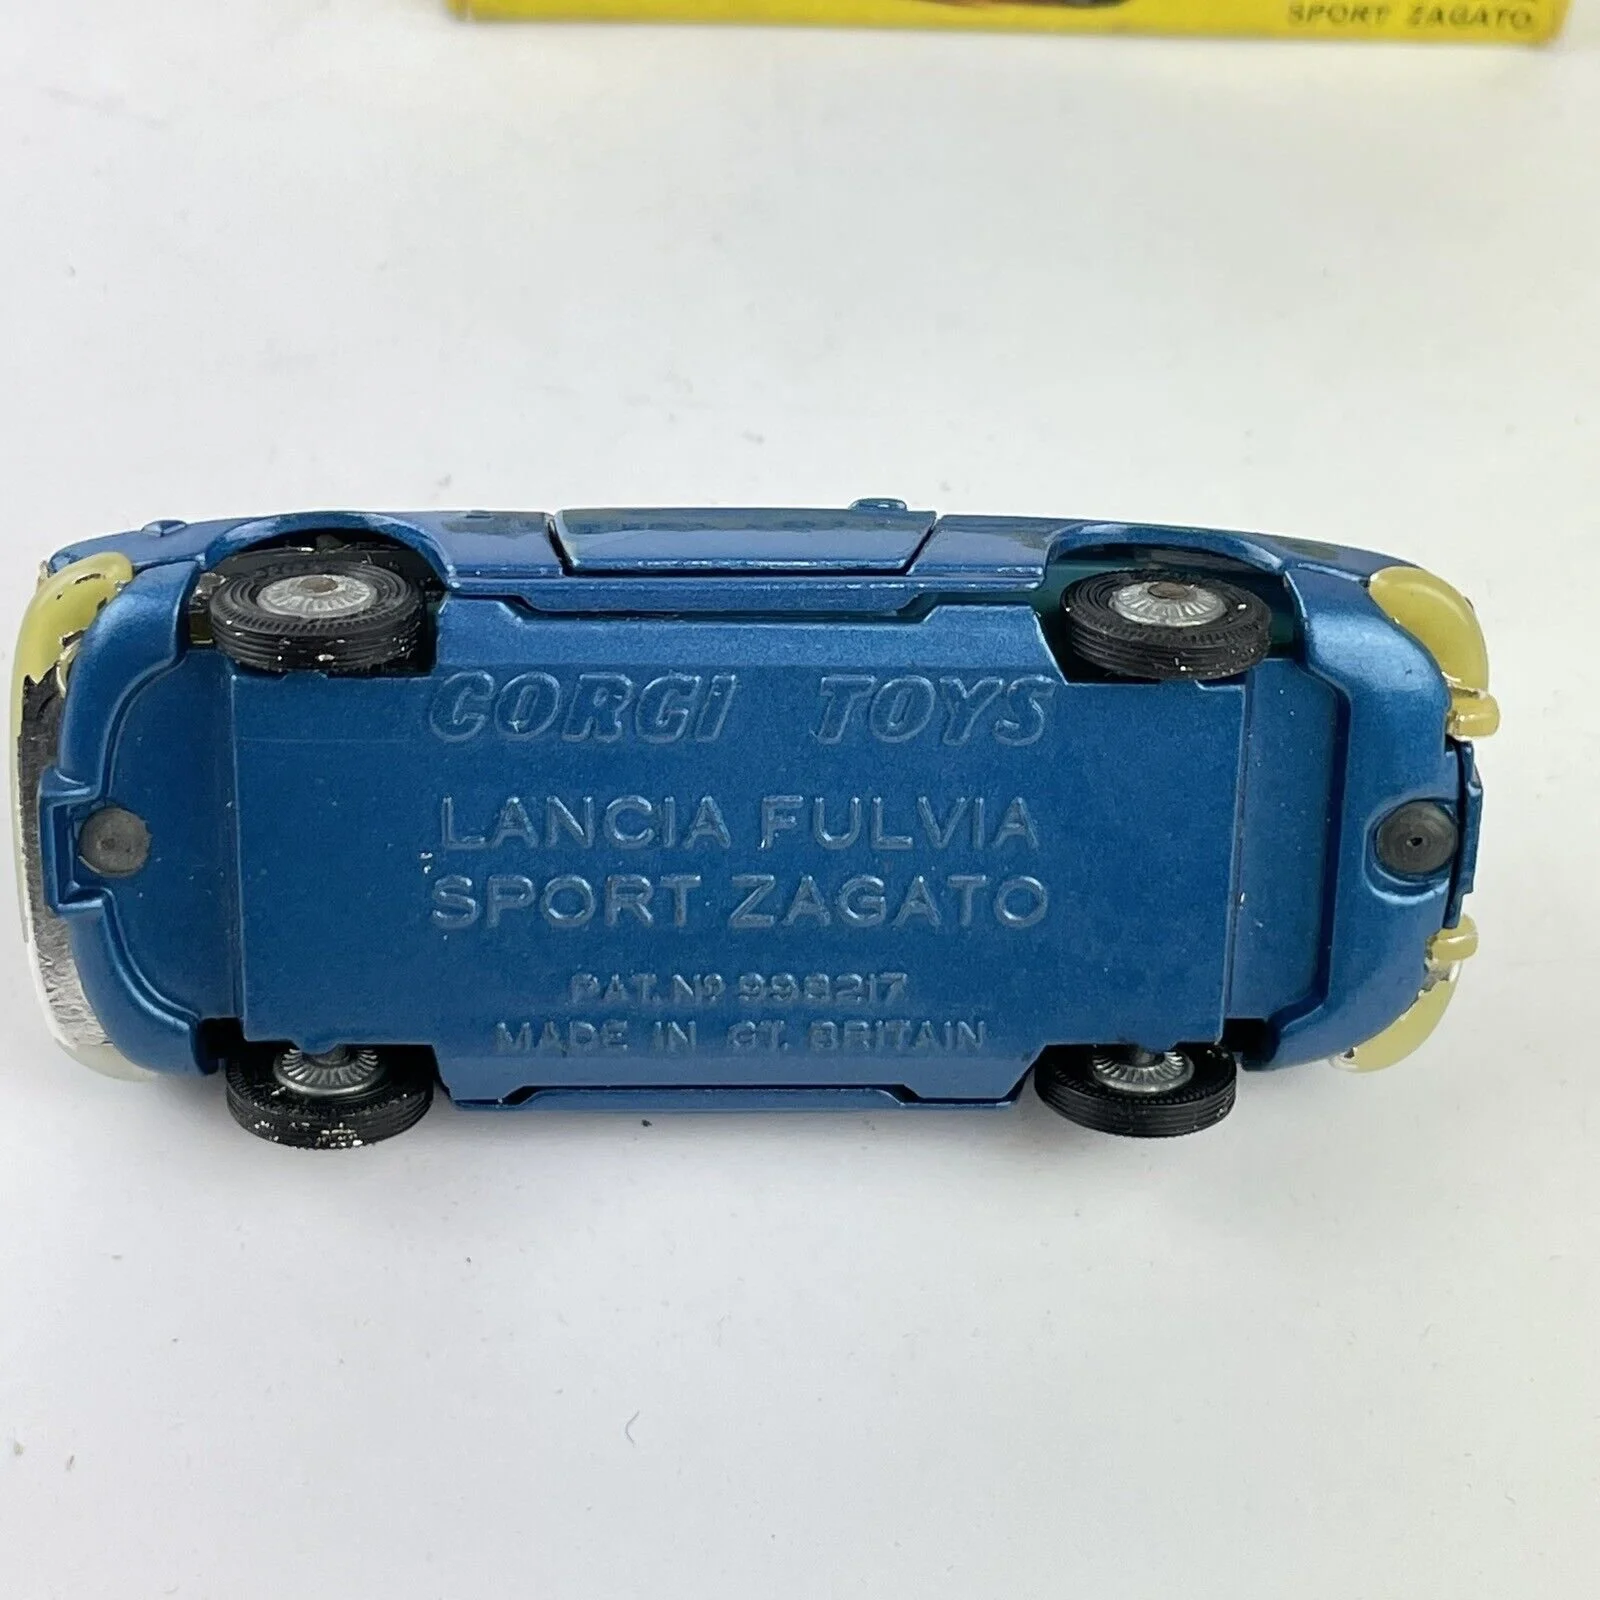 SPORT ZAGATO
CORGI TOYS
LANCIA FULVIA
SPORT ZAGATO
PAT. Nº 998217
MADE IN GT. BRITAIN